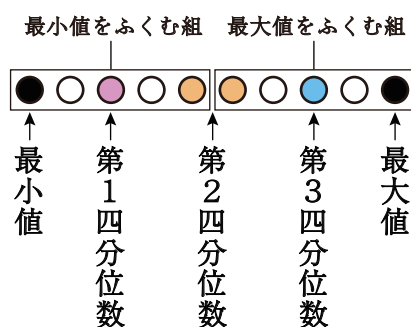 最小値をふくむ組
最大値をふくむ組
最小値
第1四分位数
第2四分位数
第3四分位数
最大値